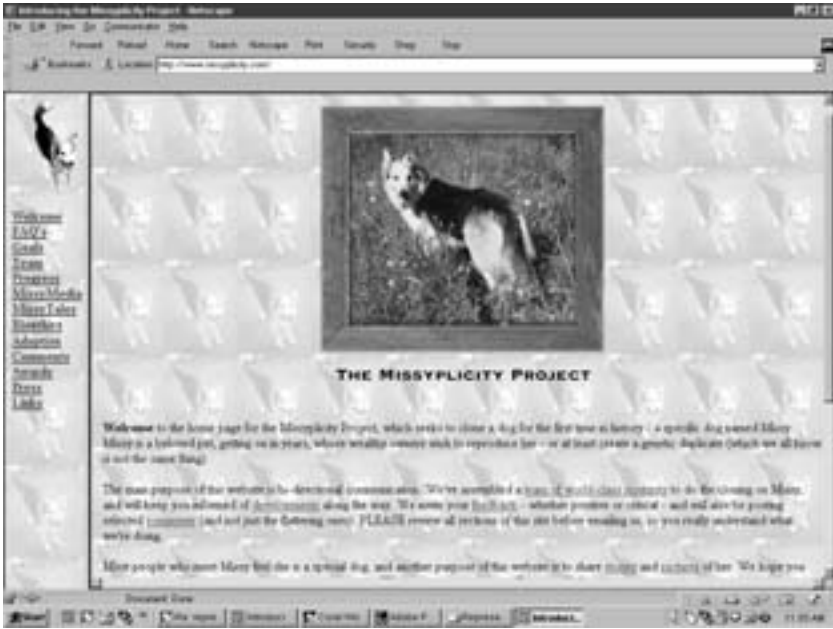 Introducing the Missyplicity Project - Netscape
File Edit View Go Communicator Help
Forward Reload Home Search Netscape Print Security Shop Stop
Bookmarks Location http://www.missyplicity.com/
Welcome
FAQ's
Goals
Team
Progress
MissyMedia
MissyTales
Bioethics
Adoption
Comments
Awards
Press
Links
THE MISSYPLICITY PROJECT
Welcome to the home page for the Missyplicity Project, which seeks to clone a dog for the first time in history - a specific dog named Missy.
Missy is a beloved pet, getting on in years, whose wealthy owners wish to reproduce her - or at least create a genetic duplicate (which we all know
is not the same thing)
The main purpose of this website is bi-directional communication. We've assembled a team of world-class scientists to do the cloning on Missy,
and will keep you informed of developments along the way. We invite your feedback - whether positive or critical - and will also be posting
selected comments (and not just the flattering ones). PLEASE review all sections of this site before emailing us, so you really understand what
we're doing.
Most people who meet Missy feel she is a special dog, and another purpose of this website is to share stories and pictures of her. We hope you
Document: Done
Start
Introduct...
11:05 AM